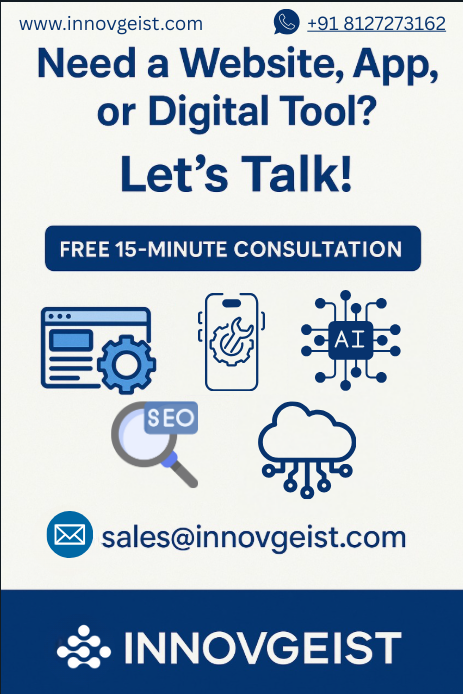 www.innovgeist.com
+91 8127273162
Need a Website, App,
or Digital Tool?
Let's Talk!
FREE 15-MINUTE CONSULTATION
AI
SEO
sales@innovgeist.com
INNOVGEIST